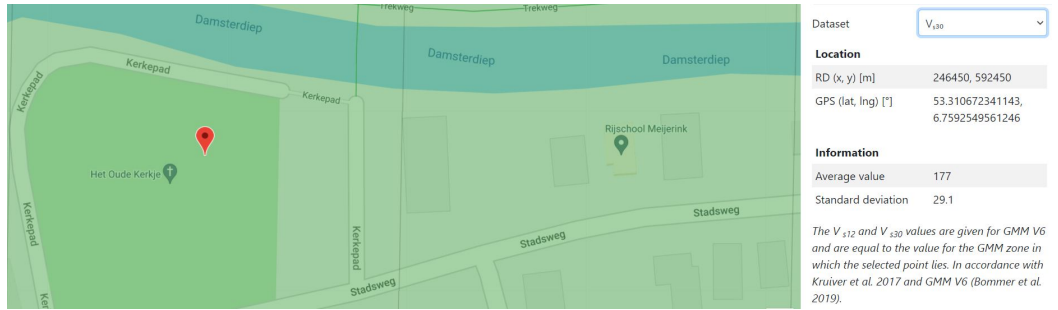 Trekweg
Trekweg
Damsterdiep
Damsterdiep
Damsterdiep
Kerkepad
Kerkepad
Kerkepad
Rijschool Meijerink
Het Oude Kerkje
Kerkepad
Kerkepad
Stadsweg
Stadsweg
Stadsweg
Ker
Dataset
V s30
Location
RD (x, y) [m] 246450, 592450
GPS (lat, lng) [°] 53.310672341143,
6.7592549561246
Information
Average value 177
Standard deviation 29.1
The V s12 and V s30 values are given for GMM V6
and are equal to the value for the GMM zone in
which the selected point lies. In accordance with
Kruiver et al. 2017 and GMM V6 (Bommer et al.
2019).